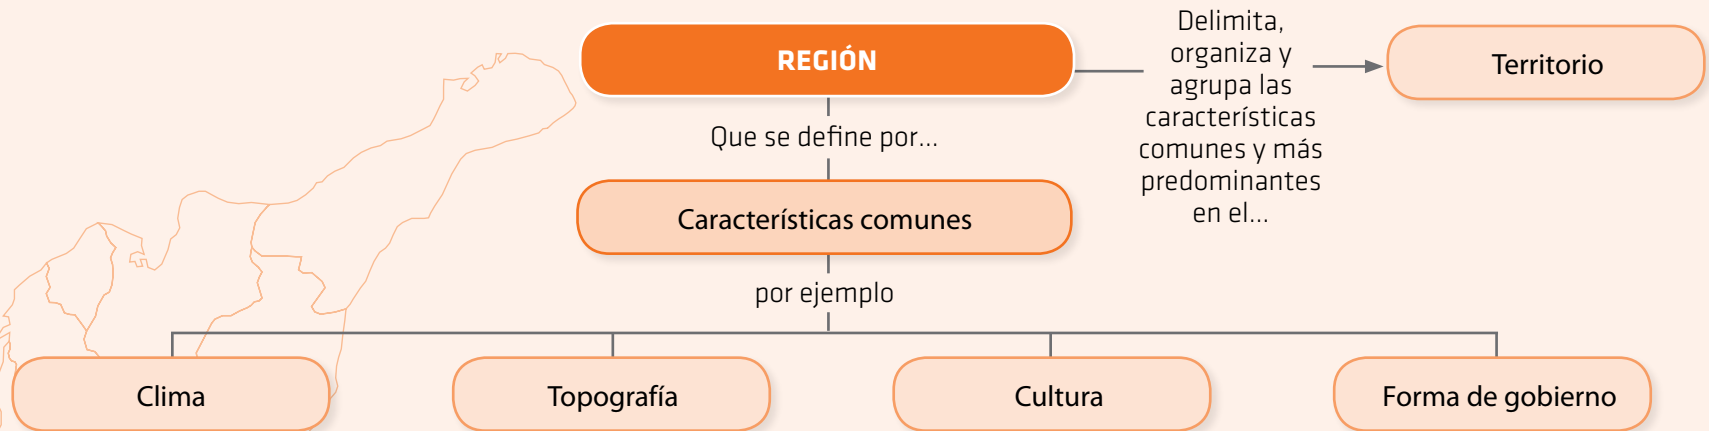 REGIÓN
Delimita,
organiza y
agrupa las
características
comunes y más
predominantes
en el...
Territorio
Que se define por...
Características comunes
por ejemplo
Clima
Topografía
Cultura
Forma de gobierno